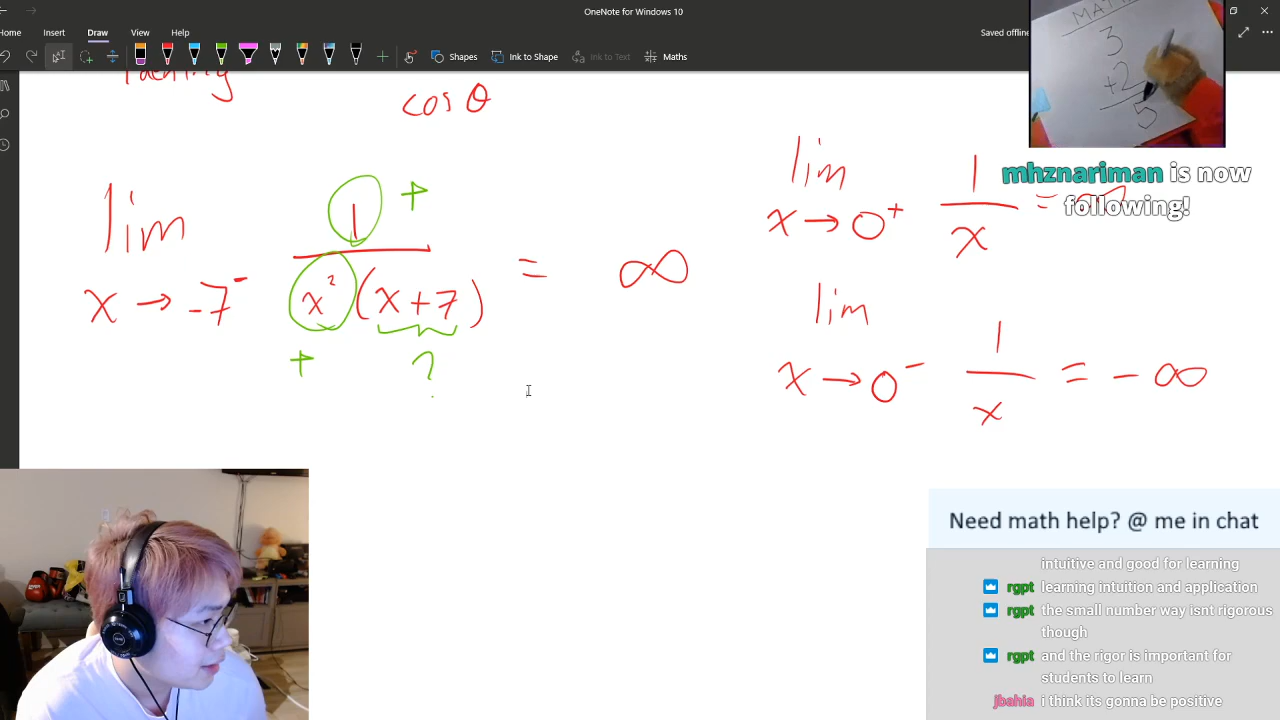 OneNote for Windows 10
Home Insert Draw View Help
Saved offline
Shapes Ink to Shape Ink to Text Maths
cos θ
lim x → -7⁻ 1 / x² (x + 7) = ∞
+
+ ?
lim x → 0⁺ 1 / x = ∞
lim x → 0⁻ 1 / x = - ∞
3
+2
5
mhznariman is now
following!
Need math help? @ me in chat
intuitive and good for learning
rgpt learning intuition and application
rgpt the small number way isnt rigorous
though
rgpt and the rigor is important for
students to learn
jbahia i think its gonna be positive